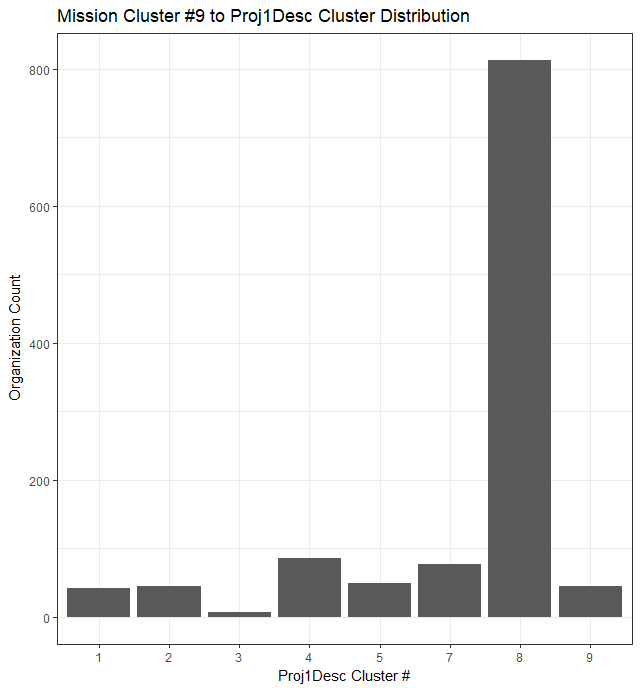 Mission Cluster #9 to Proj1Desc Cluster Distribution
800
600
400
200
0
Organization Count
1 2 3 4 5 7 8 9
Proj1Desc Cluster #